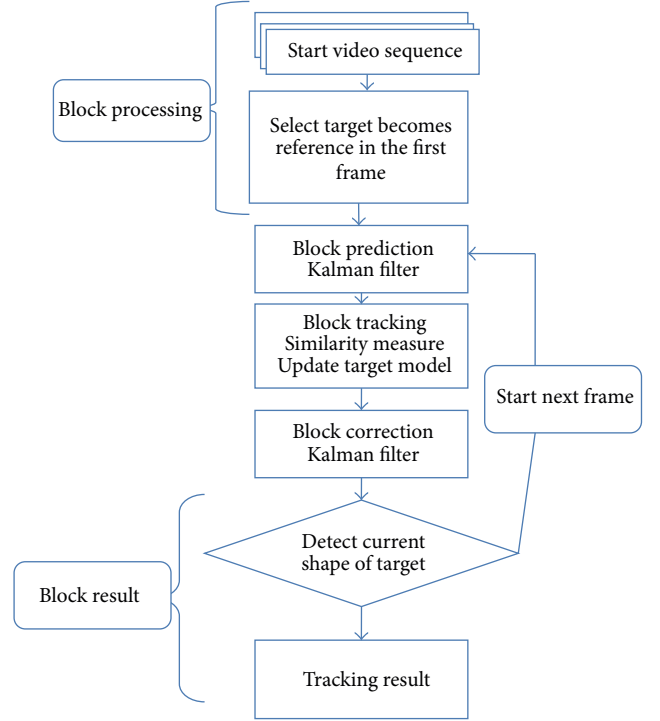 Start video sequence
Block processing
Select target becomes
reference in the first
frame
Block prediction
Kalman filter
Block tracking
Similarity measure
Update target model
Start next frame
Block correction
Kalman filter
Detect current
shape of target
Block result
Tracking result